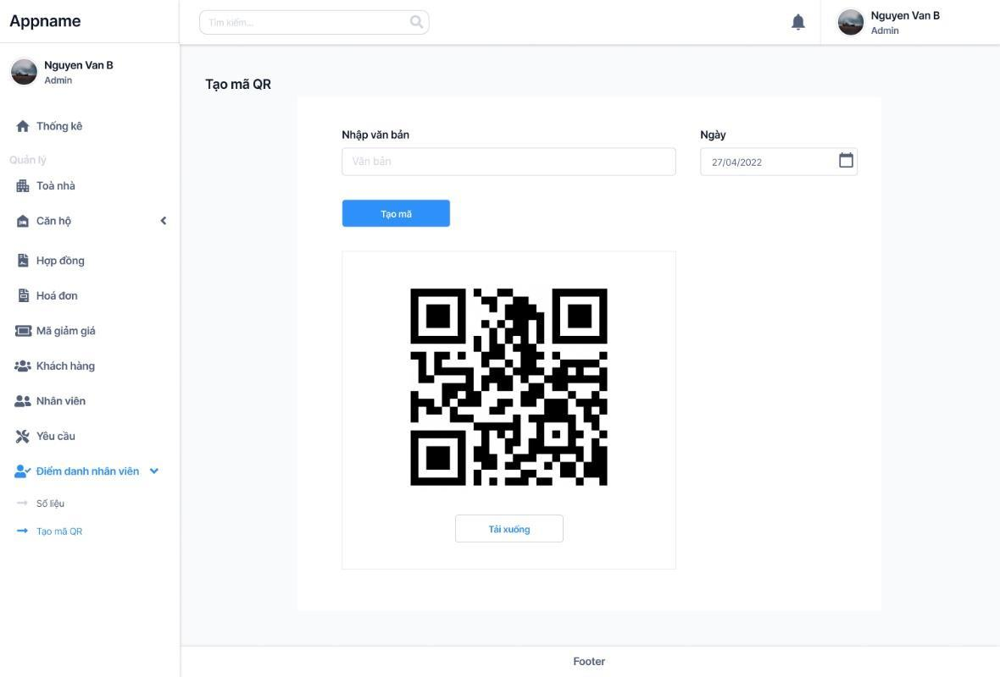 Appname
Tìm kiếm...
Nguyen Van B
Admin
Nguyen Van B
Admin
Thống kê
Quản lý
Toà nhà
Căn hộ
Hợp đồng
Hoá đơn
Mã giảm giá
Khách hàng
Nhân viên
Yêu cầu
Điểm danh nhân viên
Số liệu
Tạo mã QR
Tạo mã QR
Nhập văn bản
Văn bản
Ngày
27/04/2022
Tạo mã
Tải xuống
Footer